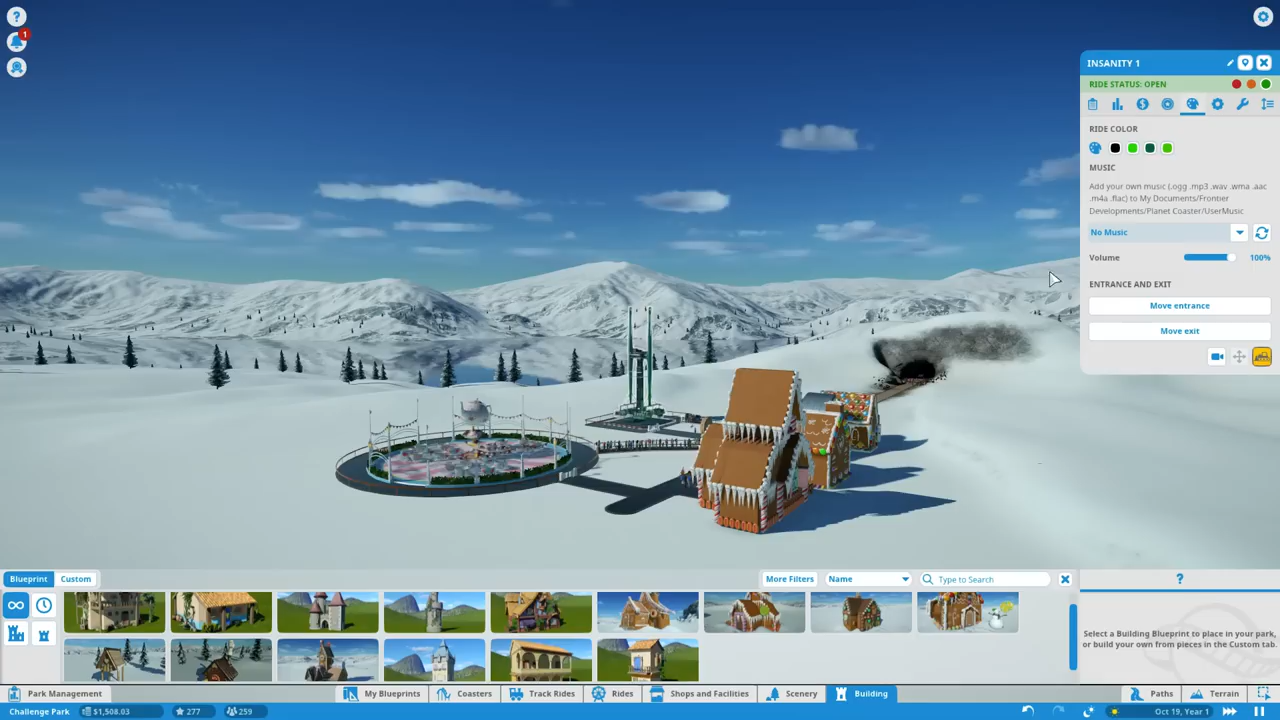 ?
1
INSANITY 1
RIDE STATUS: OPEN
RIDE COLOR
MUSIC
Add your own music (.ogg .mp3 .wav .wma .aac
.m4a .flac) to My Documents/Frontier
Developments/Planet Coaster/UserMusic
No Music
Volume 100%
ENTRANCE AND EXIT
Move entrance
Move exit
Blueprint Custom More Filters Name Type to Search ?
Select a Building Blueprint to place in your park,
or build your own from pieces in the Custom tab.
Park Management My Blueprints Coasters Track Rides Rides Shops and Facilities Scenery Building Paths Terrain
Challenge Park $1,508.03 277 259 Oct 19, Year 1